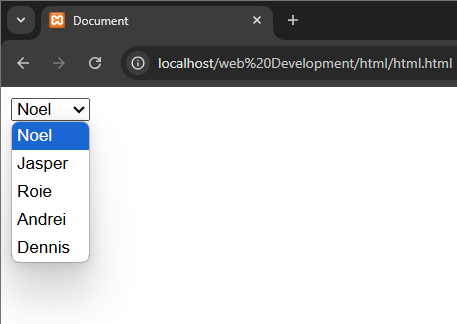 Document
localhost/web%20Development/html/html.html
Noel
Noel
Jasper
Roie
Andrei
Dennis